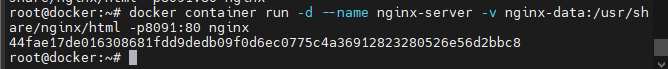 root@docker:~# docker container run -d --name nginx-server -v nginx-data:/usr/sh
are/nginx/html -p8091:80 nginx
44fae17de016308681fdd9dedb09f0d6ec0775c4a36912823280526e56d2bbc8
root@docker:~#